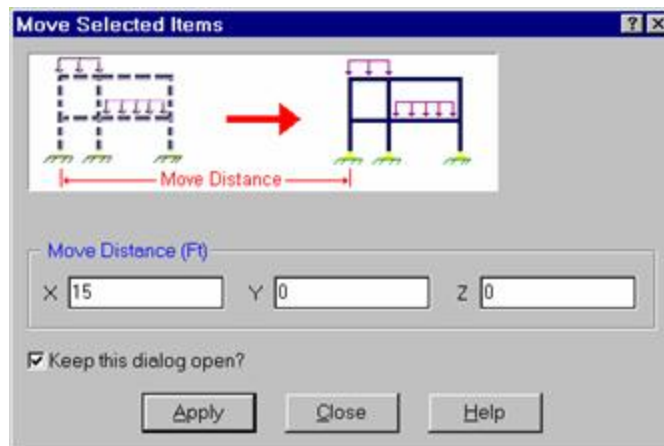 Move Selected Items
Move Distance
Move Distance (Ft)
X 15 Y 0 Z 0
Keep this dialog open?
Apply Close Help